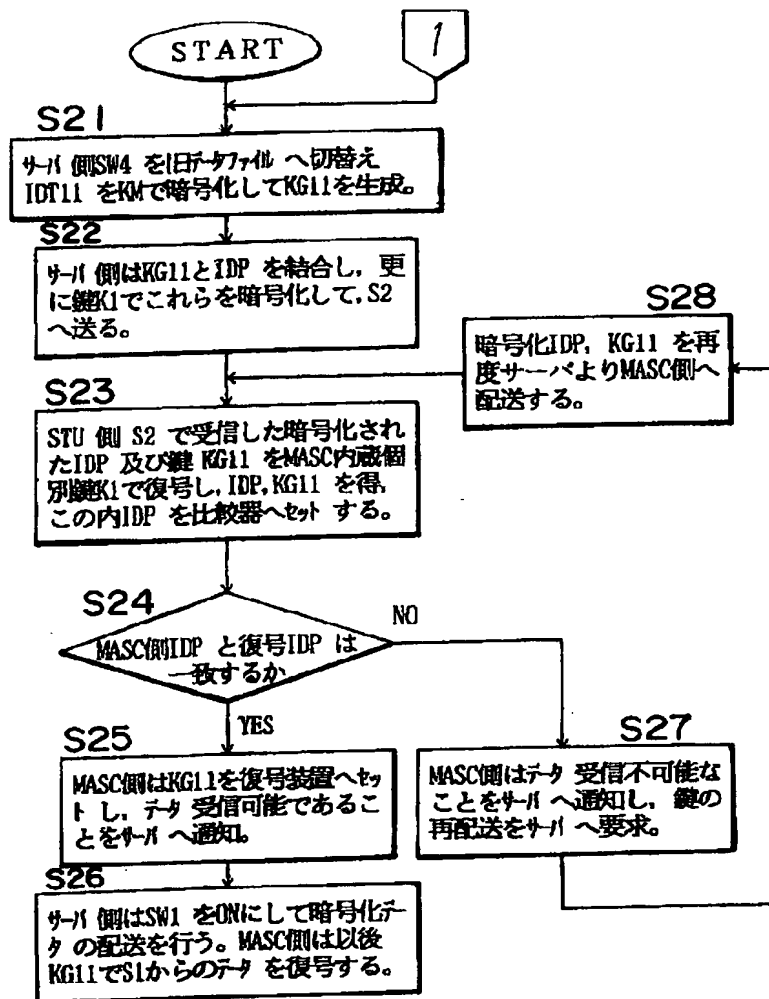 START
1
S21
サーバ 側SW4 を旧データファイル へ切替え
IDT11 をKMで暗号化してKG11を生成。
S22
サーバ 側はKG11とIDP を結合し, 更
に鍵K1でこれらを暗号化して, S2
へ送る。
S28
暗号化IDP, KG11 を再
度サーバよりMASC側へ
配送する。
S23
STU 側 S2 で受信した暗号化され
たIDP 及び鍵 KG11 をMASC内蔵個
別鍵K1で復号し, IDP, KG11 を得,
この内IDP を比較器へセット する。
S24
NO
MASC側IDP と復号IDP は
一致するか
YES
S25
MASC側はKG11を復号装置へセッ
ト し, データ 受信可能であるこ
とをサーバ へ通知。
S27
MASC側はデータ 受信不可能な
ことをサーバ へ通知し, 鍵の
再配送をサーバ へ要求。
S26
サーバ 側はSW1 をONにして暗号化デー
タ の配送を行う。MASC側は以後
KG11でS1からのデータ を復号する。